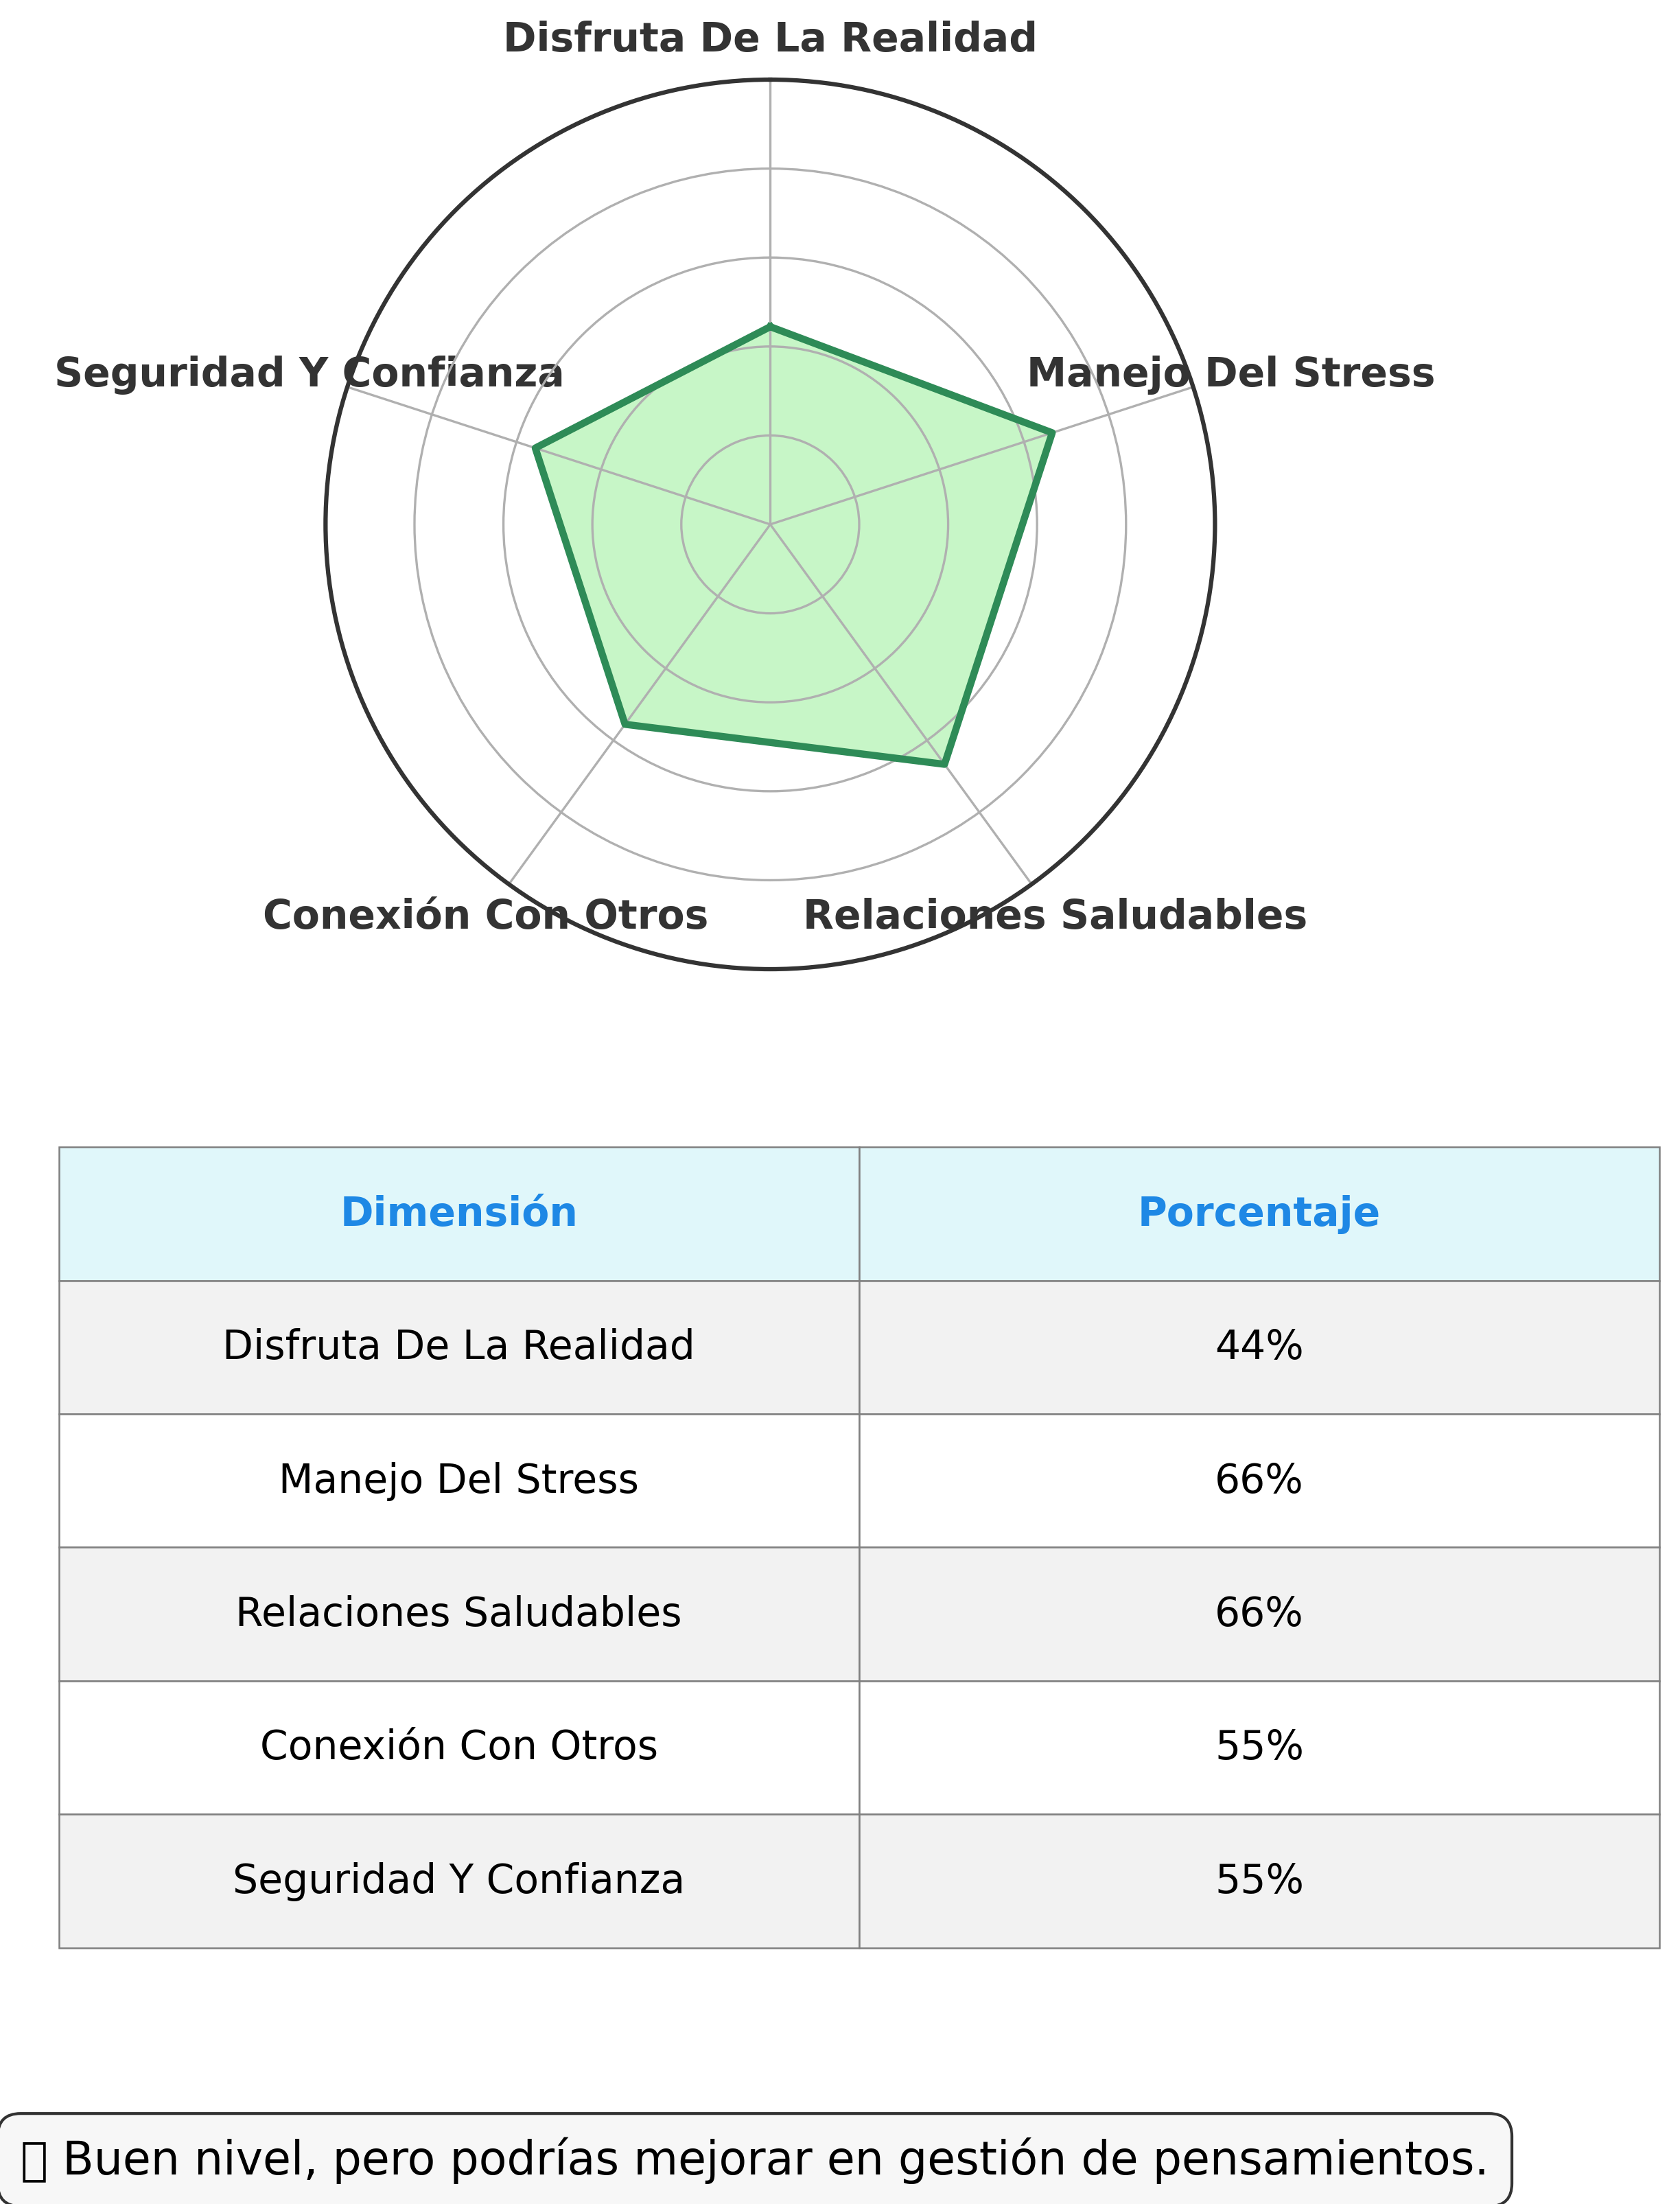 Disfruta De La Realidad
Seguridad Y Confianza
Manejo Del Stress
Conexión Con Otros
Relaciones Saludables
Dimensión Porcentaje
Disfruta De La Realidad 44%
Manejo Del Stress 66%
Relaciones Saludables 66%
Conexión Con Otros 55%
Seguridad Y Confianza 55%
Buen nivel, pero podrías mejorar en gestión de pensamientos.